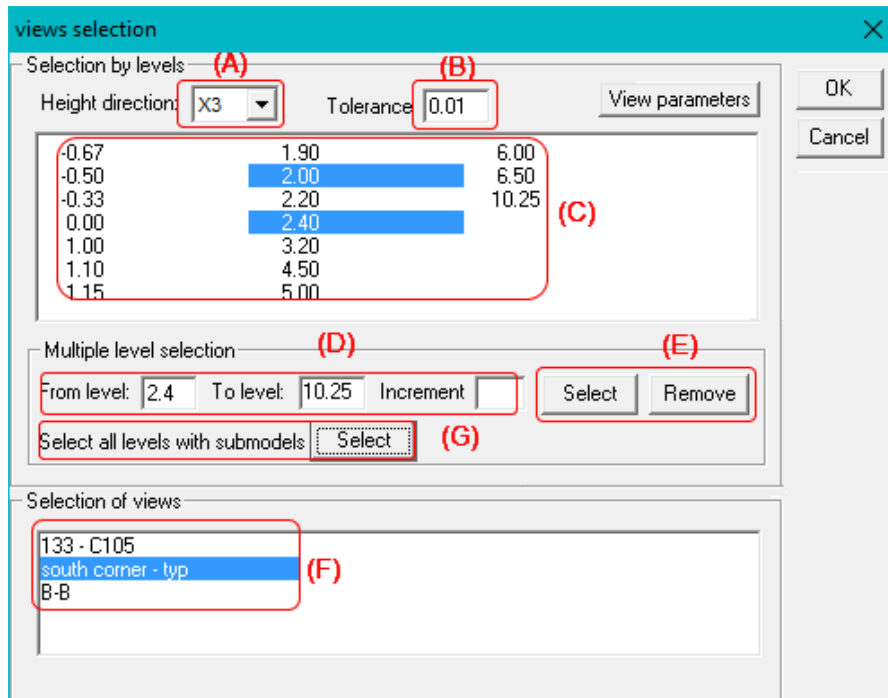 views selection
Selection by levels (A) (B)
Height direction: X3 Tolerance 0.01 View parameters OK
Cancel
-0.67 1.90 6.00
-0.50 2.00 6.50
-0.33 2.20 10.25
0.00 2.40 (C)
1.00 3.20
1.10 4.50
1.15 5.00
Multiple level selection (D) (E)
From level: 2.4 To level: 10.25 Increment Select Remove
Select all levels with submodels Select (G)
Selection of views
133 - C105
south corner - typ (F)
B-B